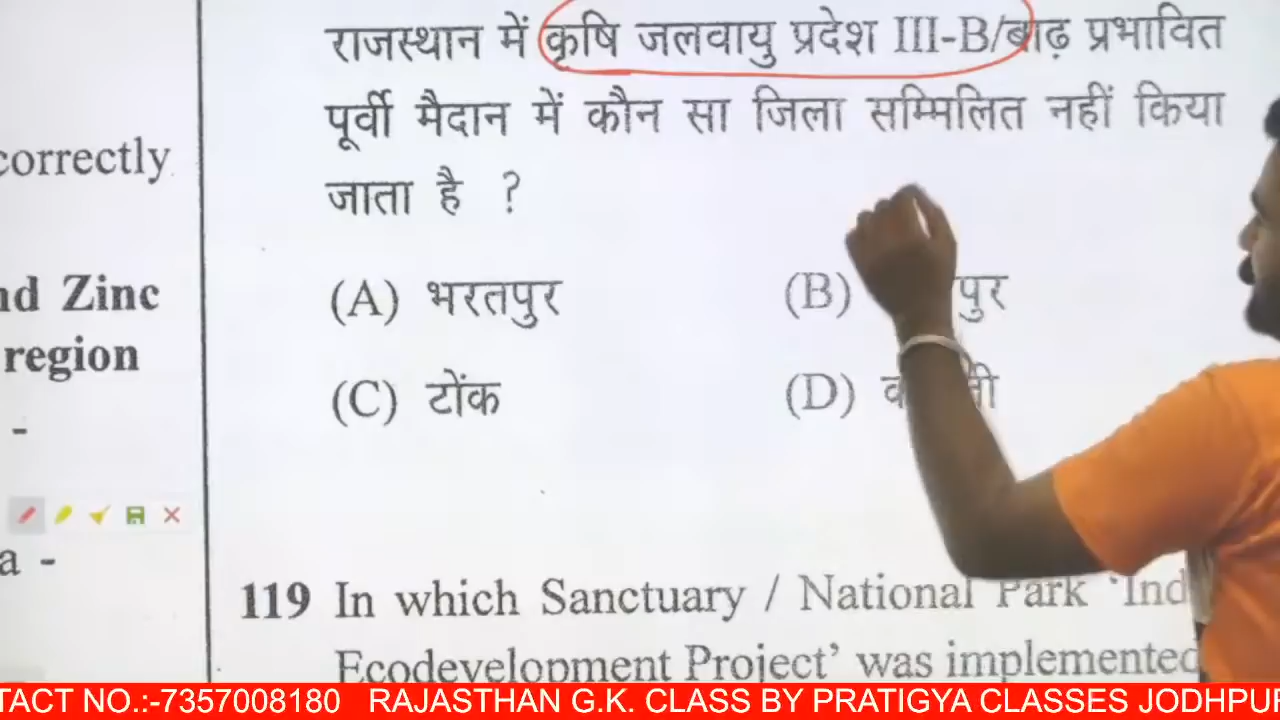 राजस्थान में कृषि जलवायु प्रदेश III-B/बाढ़ प्रभावित
पूर्वी मैदान में कौन सा जिला सम्मिलित नहीं किया
जाता है ?
correctly
nd Zinc
region
-
a -
(A) भरतपुर
(B) पुर
(C) टोंक
(D)
119 In which Sanctuary / National Park ‘Ind
Ecodevelopment Project’ was implemented
TACT NO.:-7357008180 RAJASTHAN G.K. CLASS BY PRATIGYA CLASSES JODHPUR